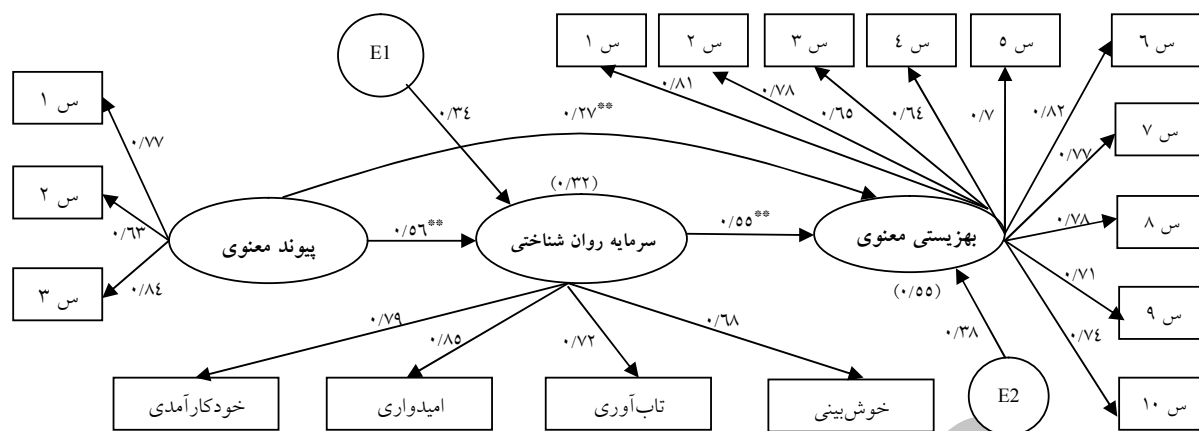 س ۱
س ۲
س ۳
س ٤
س ٥
س ٦
E1
س ۱
۰/۳٤
۰/۲۷**
۰/۸۱
۰/۷۸
۰/٦٥
۰/٦٤
۰/۷
۰/۸۲
۰/۷۷
س ۷
۰/۷۷
س ۲
۰/٦۳
(۰/۳۲)
پیوند معنوی
۰/٥٦**
سرمایه روان شناختی
۰/٥٥**
بهزیستی معنوی
(۰/٥٥)
۰/۷۸
س ۸
س ۳
۰/۸٤
۰/۷۱
س ۹
۰/۷۹
۰/۸٥
۰/۷۲
۰/٦۸
۰/۳۸
۰/۷٤
خودکارآمدی
امیدواری
تاب‌آوری
خوش‌بینی
E2
س ۱۰